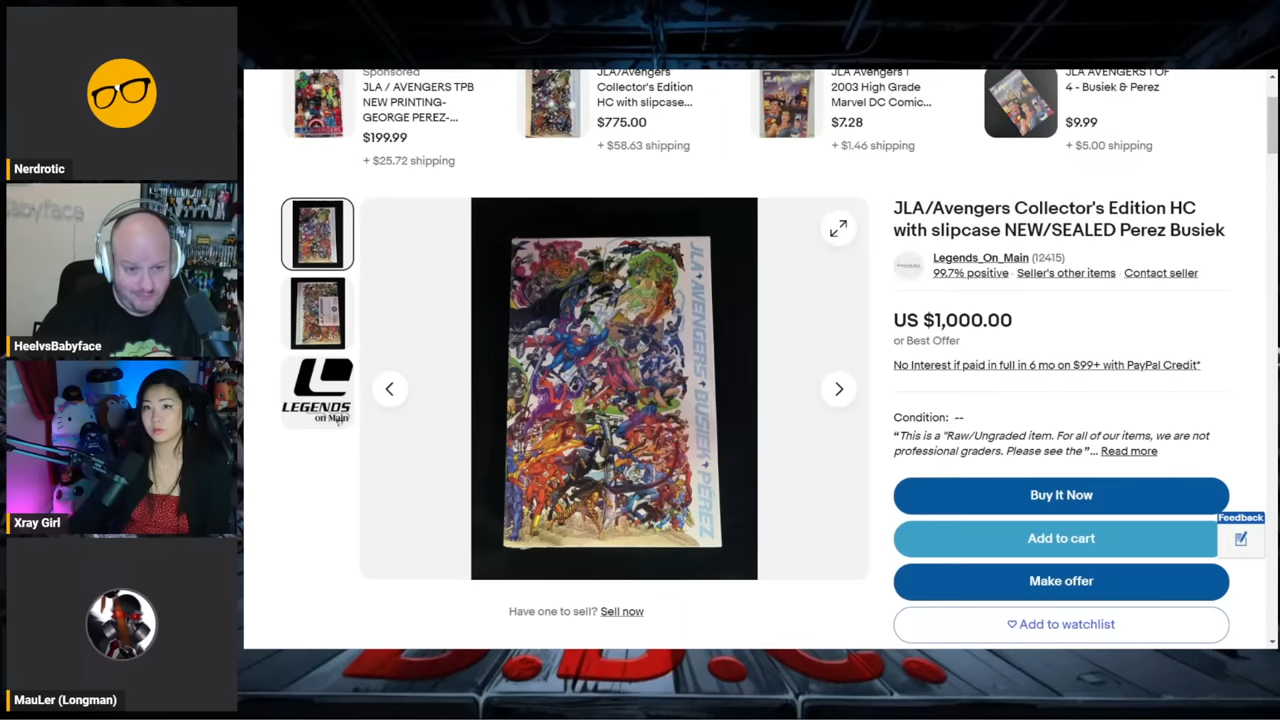 Nerdrotic
Babyface
HeelvsBabyface
Xray Girl
MauLer (Longman)
Sponsored
JLA / AVENGERS TPB
NEW PRINTING-
GEORGE PEREZ-...
$199.99
+ $25.72 shipping
JLA/Avengers
Collector's Edition
HC with slipcase...
$775.00
+ $58.63 shipping
JLA Avengers 1
2003 High Grade
Marvel DC Comic...
$7.28
+ $1.46 shipping
JLA AVENGERS 1 OF
4 - Busiek & Perez
$9.99
+ $5.00 shipping
LEGENDS
on Main
JLA AVENGERS BUSIEK PÉREZ
Have one to sell? Sell now
JLA/Avengers Collector's Edition HC
with slipcase NEW/SEALED Perez Busiek
Legends_On_Main (12415)
99.7% positive · Seller's other items · Contact seller
US $1,000.00
or Best Offer
No Interest if paid in full in 6 mo on $99+ with PayPal Credit*
Condition: --
“This is a "Raw/Ungraded item. For all of our items, we are not
professional graders. Please see the” ... Read more
Buy It Now
Feedback
Add to cart
Make offer
Add to watchlist